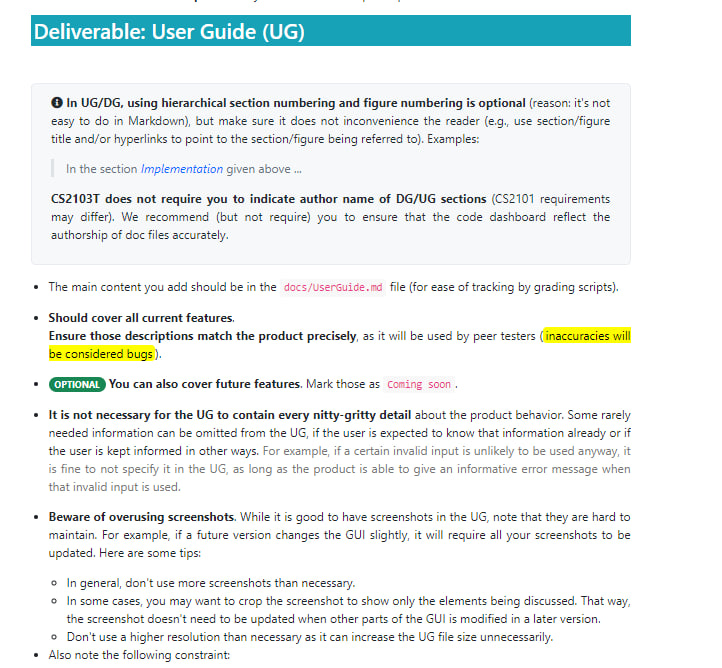 Deliverable: User Guide (UG)
In UG/DG, using hierarchical section numbering and figure numbering is optional (reason: it's not
easy to do in Markdown), but make sure it does not inconvenience the reader (e.g., use section/figure
title and/or hyperlinks to point to the section/figure being referred to). Examples:
In the section Implementation given above ...
CS2103T does not require you to indicate author name of DG/UG sections (CS2101 requirements
may differ). We recommend (but not require) you to ensure that the code dashboard reflect the
authorship of doc files accurately.
The main content you add should be in the docs/UserGuide.md file (for ease of tracking by grading scripts).
Should cover all current features.
Ensure those descriptions match the product precisely, as it will be used by peer testers (inaccuracies will
be considered bugs).
OPTIONAL You can also cover future features. Mark those as Coming soon.
It is not necessary for the UG to contain every nitty-gritty detail about the product behavior. Some rarely
needed information can be omitted from the UG, if the user is expected to know that information already or if
the user is kept informed in other ways. For example, if a certain invalid input is unlikely to be used anyway, it
is fine to not specify it in the UG, as long as the product is able to give an informative error message when
that invalid input is used.
Beware of overusing screenshots. While it is good to have screenshots in the UG, note that they are hard to
maintain. For example, if a future version changes the GUI slightly, it will require all your screenshots to be
updated. Here are some tips:
In general, don't use more screenshots than necessary.
In some cases, you may want to crop the screenshot to show only the elements being discussed. That way,
the screenshot doesn't need to be updated when other parts of the GUI is modified in a later version.
Don't use a higher resolution than necessary as it can increase the UG file size unnecessarily.
Also note the following constraint: